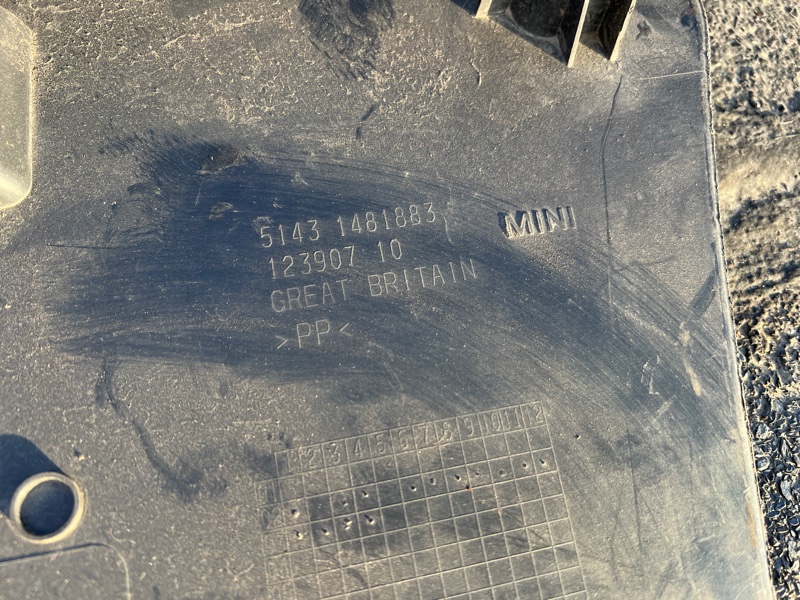 5143 1481883
MINI
123907 10
GREAT BRITAIN
>PP<
1 2 3 4 5 6 7 8 9 10 11 12